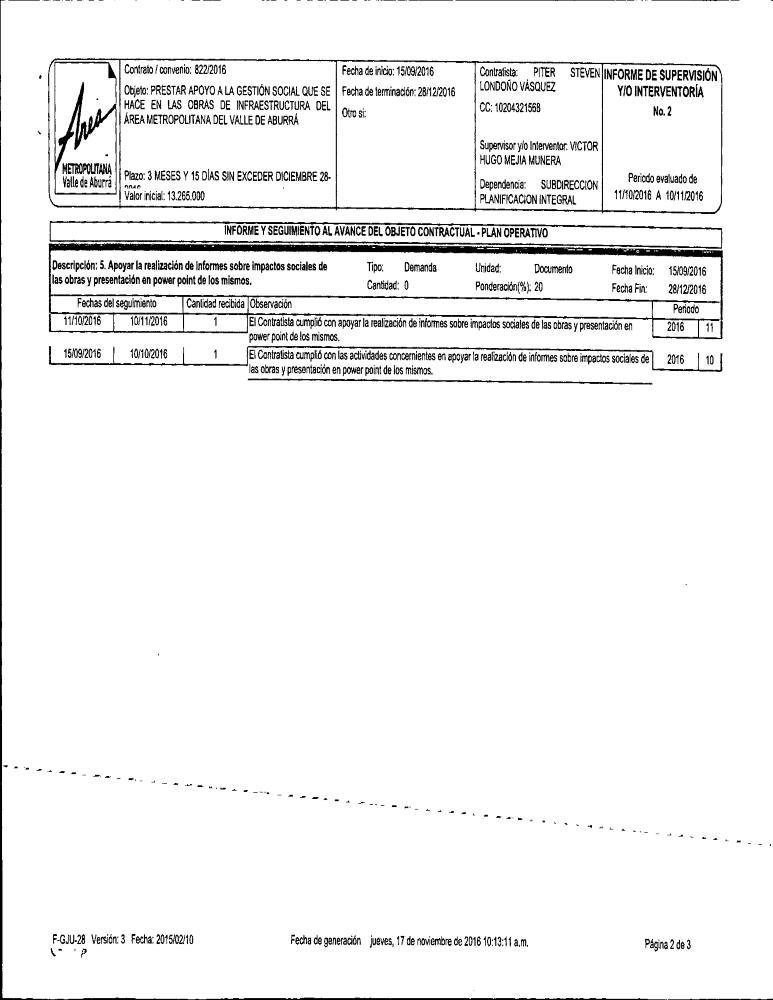 Area
METROPOLITANA
Valle de Aburrá
Contrato / convenio: 822/2016
Objeto: PRESTAR APOYO A LA GESTIÓN SOCIAL QUE SE
HACE EN LAS OBRAS DE INFRAESTRUCTURA DEL
ÁREA METROPOLITANA DEL VALLE DE ABURRÁ
Plazo: 3 MESES Y 15 DÍAS SIN EXCEDER DICIEMBRE 28-
Valor inicial: 13.265.000
Fecha de inicio: 15/09/2016
Fecha de terminación: 28/12/2016
Otro si:
Contratista: PITER STEVEN
LONDOÑO VÁSQUEZ
CC: 10204321568
Supervisor y/o Interventor: VICTOR
HUGO MEJIA MUNERA
Dependencia: SUBDIRECCION
PLANIFICACION INTEGRAL
INFORME DE SUPERVISIÓN
Y/O INTERVENTORÍA
No. 2
Periodo evaluado de
11/10/2016 A 10/11/2016
INFORME Y SEGUIMIENTO AL AVANCE DEL OBJETO CONTRACTUAL - PLAN OPERATIVO
Descripción: 5. Apoyar la realización de informes sobre impactos sociales de
las obras y presentación en power point de los mismos.
Tipo: Demanda Unidad: Documento Fecha Inicio: 15/09/2016
Cantidad: 0 Ponderación(%): 20 Fecha Fin: 28/12/2016
Fechas del seguimiento Cantidad recibida Observación Periodo
11/10/2016 10/11/2016 1 El Contratista cumplió con apoyar la realización de informes sobre impactos sociales de las obras y presentación en 2016 11
power point de los mismos.
15/09/2016 10/10/2016 1 El Contratista cumplió con las actividades concernientes en apoyar la realización de informes sobre impactos sociales de 2016 10
las obras y presentación en power point de los mismos.
F-GJU-28 Versión: 3 Fecha: 2015/02/10
Fecha de generación jueves, 17 de noviembre de 2016 10:13:11 a.m.
Página 2 de 3